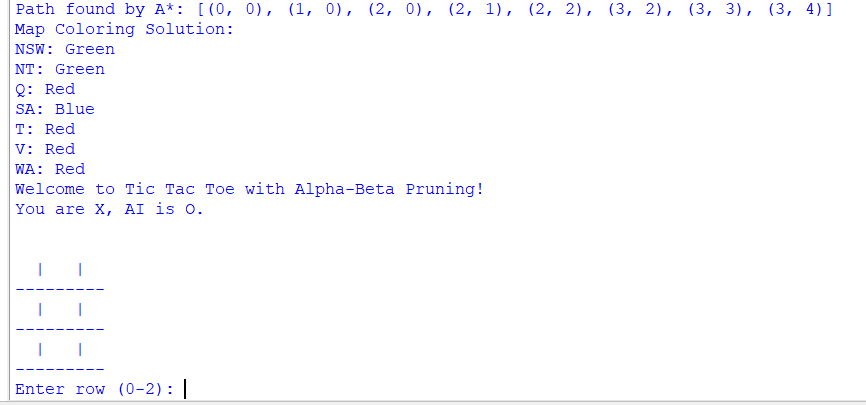 Path found by A*: [(0, 0), (1, 0), (2, 0), (2, 1), (2, 2), (3, 2), (3, 3), (3, 4)]
Map Coloring Solution:
NSW: Green
NT: Green
Q: Red
SA: Blue
T: Red
V: Red
WA: Red
Welcome to Tic Tac Toe with Alpha-Beta Pruning!
You are X, AI is O.
  |   |
---------
  |   |
---------
  |   |
---------
Enter row (0-2):